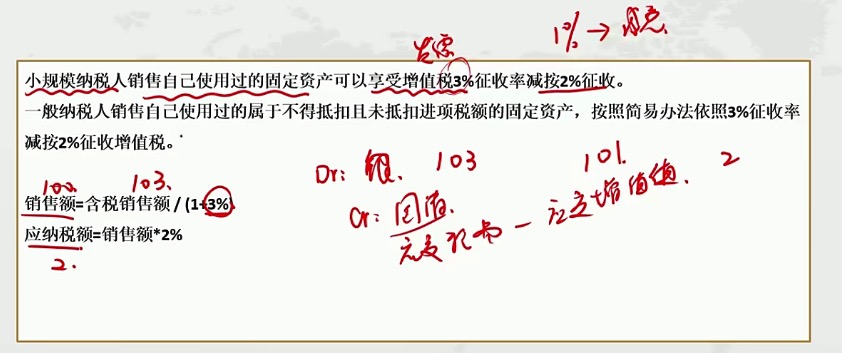 1%→
小规模纳税人销售自己使用过的固定资产可以享受增值税3%征收率减按2%征收。
一般纳税人销售自己使用过的属于不得抵扣且未抵扣进项税额的固定资产，按照简易办法依照3%征收率
减按2%征收增值税。
Dr: 银. 103 101. 2
100. 103.
销售额=含税销售额 / (1+3%)
Cr: 固清.
应交税费 — 应交增值值.
应纳税额=销售额*2%
2.